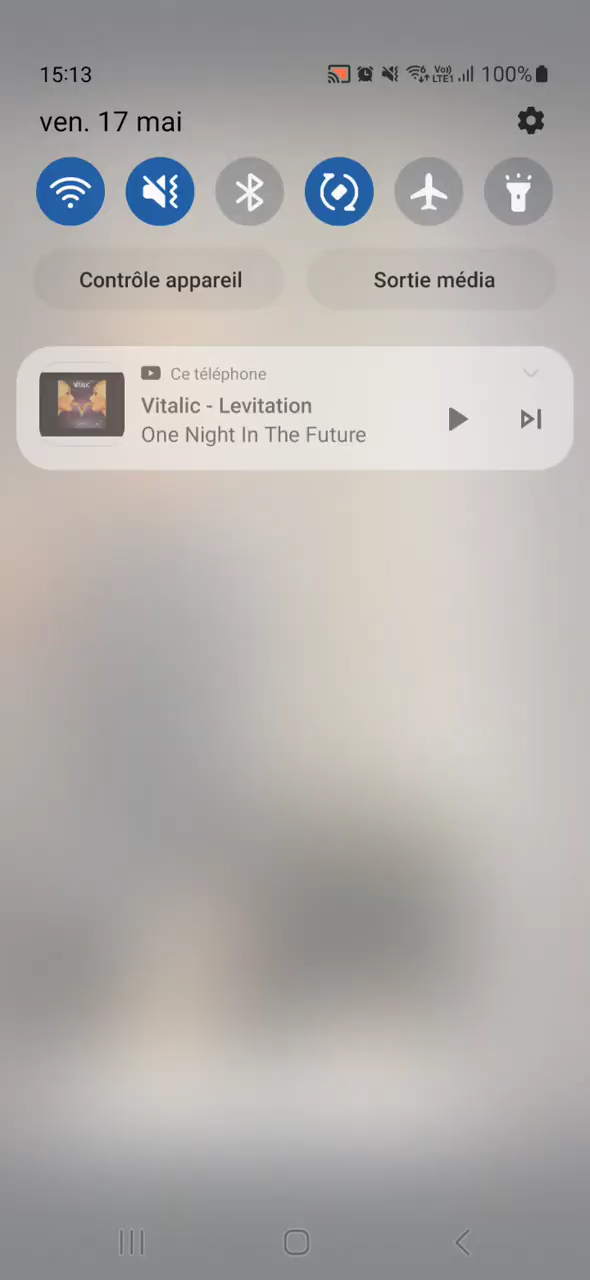 15:13
100%
ven. 17 mai
Contrôle appareil
Sortie média
Ce téléphone
Vitalic - Levitation
One Night In The Future